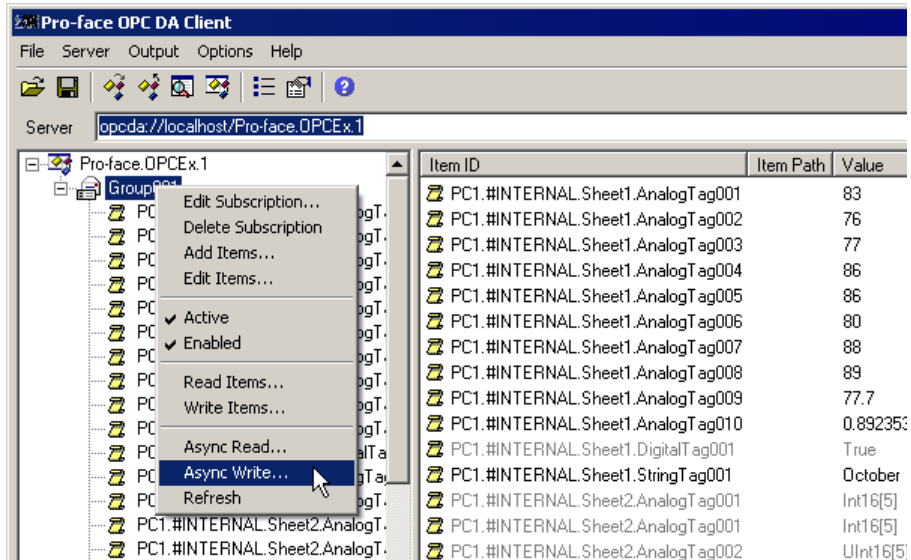 Pro-face OPC DA Client
File Server Output Options Help
Server opcda://localhost/Pro-face.OPCEx.1
Pro-face.OPCEx.1
Group001
Edit Subscription...
Delete Subscription
Add Items...
Edit Items...
Active
Enabled
Read Items...
Write Items...
Async Read...
Async Write...
Refresh
PC1.#INTERNAL.Sheet2.AnalogT
PC1.#INTERNAL.Sheet2.AnalogT
Item ID Item Path Value
PC1.#INTERNAL.Sheet1.AnalogTag001 83
PC1.#INTERNAL.Sheet1.AnalogTag002 76
PC1.#INTERNAL.Sheet1.AnalogTag003 77
PC1.#INTERNAL.Sheet1.AnalogTag004 86
PC1.#INTERNAL.Sheet1.AnalogTag005 86
PC1.#INTERNAL.Sheet1.AnalogTag006 80
PC1.#INTERNAL.Sheet1.AnalogTag007 88
PC1.#INTERNAL.Sheet1.AnalogTag008 89
PC1.#INTERNAL.Sheet1.AnalogTag009 77.7
PC1.#INTERNAL.Sheet1.AnalogTag010 0.892353
PC1.#INTERNAL.Sheet1.DigitalTag001 True
PC1.#INTERNAL.Sheet1.StringTag001 October
PC1.#INTERNAL.Sheet2.AnalogTag001 Int16[5]
PC1.#INTERNAL.Sheet2.AnalogTag001 Int16[5]
PC1.#INTERNAL.Sheet2.AnalogTag002 UInt16[5]